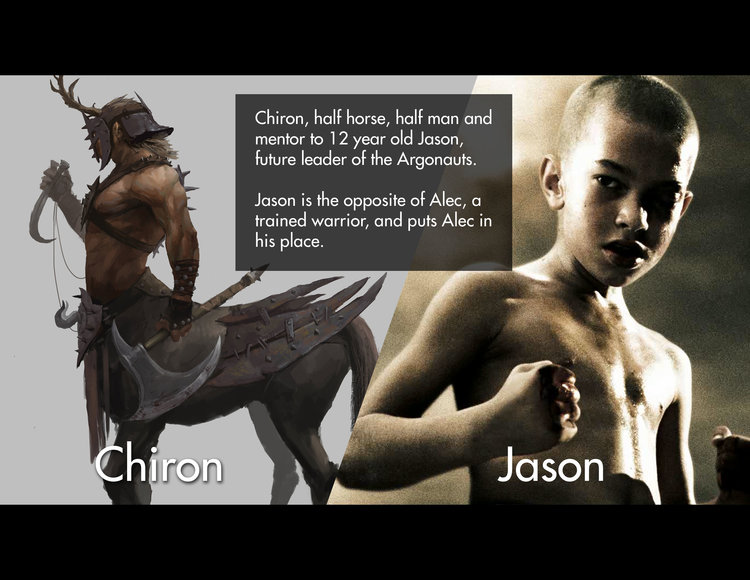 Chiron, half horse, half man and
mentor to 12 year old Jason,
future leader of the Argonauts.
Jason is the opposite of Alec, a
trained warrior, and puts Alec in
his place.
Chiron
Jason